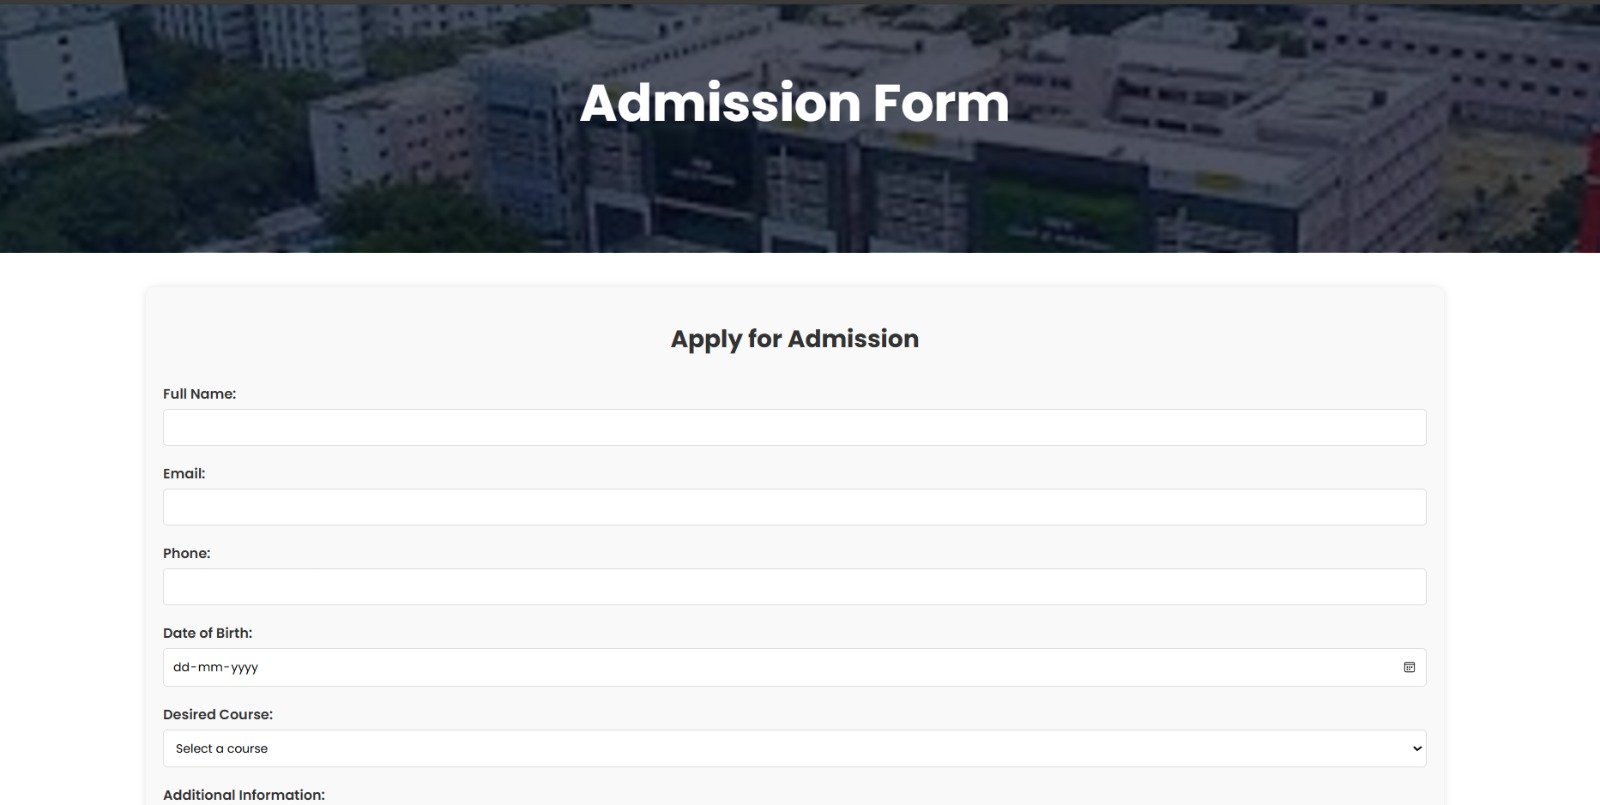 Admission Form
Apply for Admission
Full Name:
Email:
Phone:
Date of Birth:
dd-mm-yyyy
Desired Course:
Select a course
Additional Information: